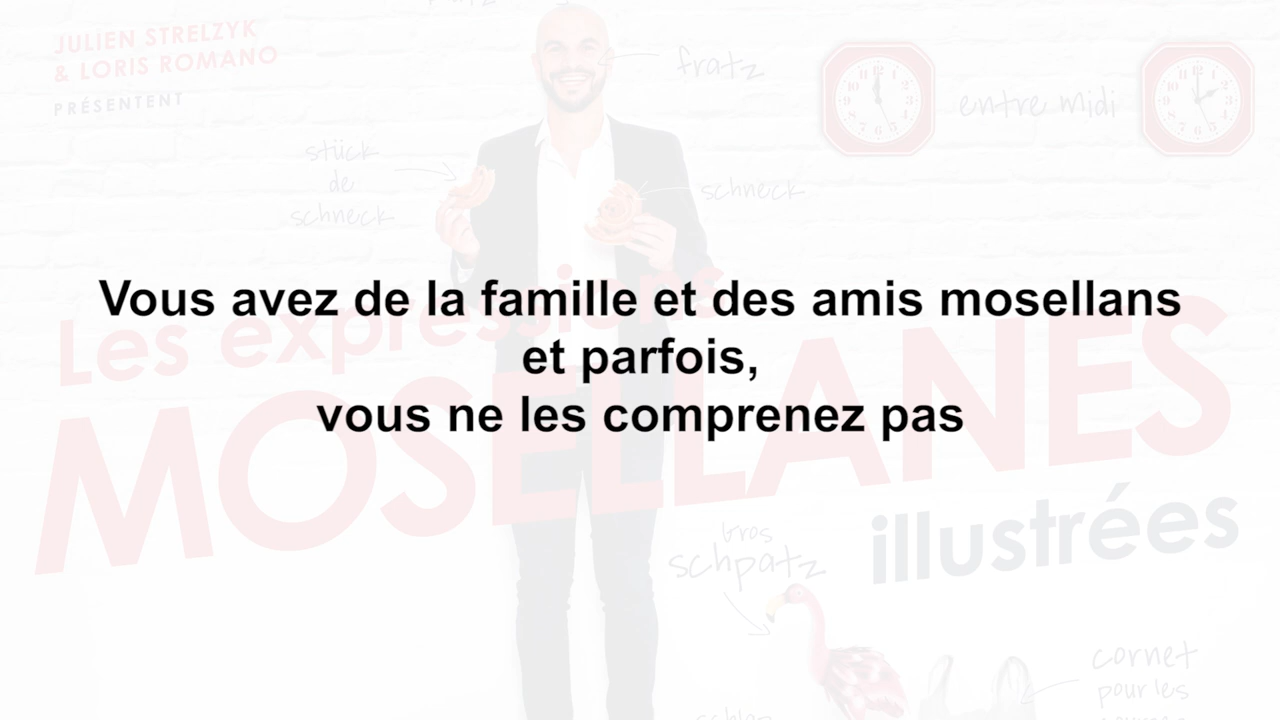 JULIEN STRELZYK
& LORIS ROMANO
PRÉSENTENT
fratz
entre midi
stück
de
schneck
schneck
Vous avez de la famille et des amis mosellans
et parfois,
vous ne les comprenez pas
Les expressions
MOSELLANES
illustrées
Gros
schpatz
cornet
pour les